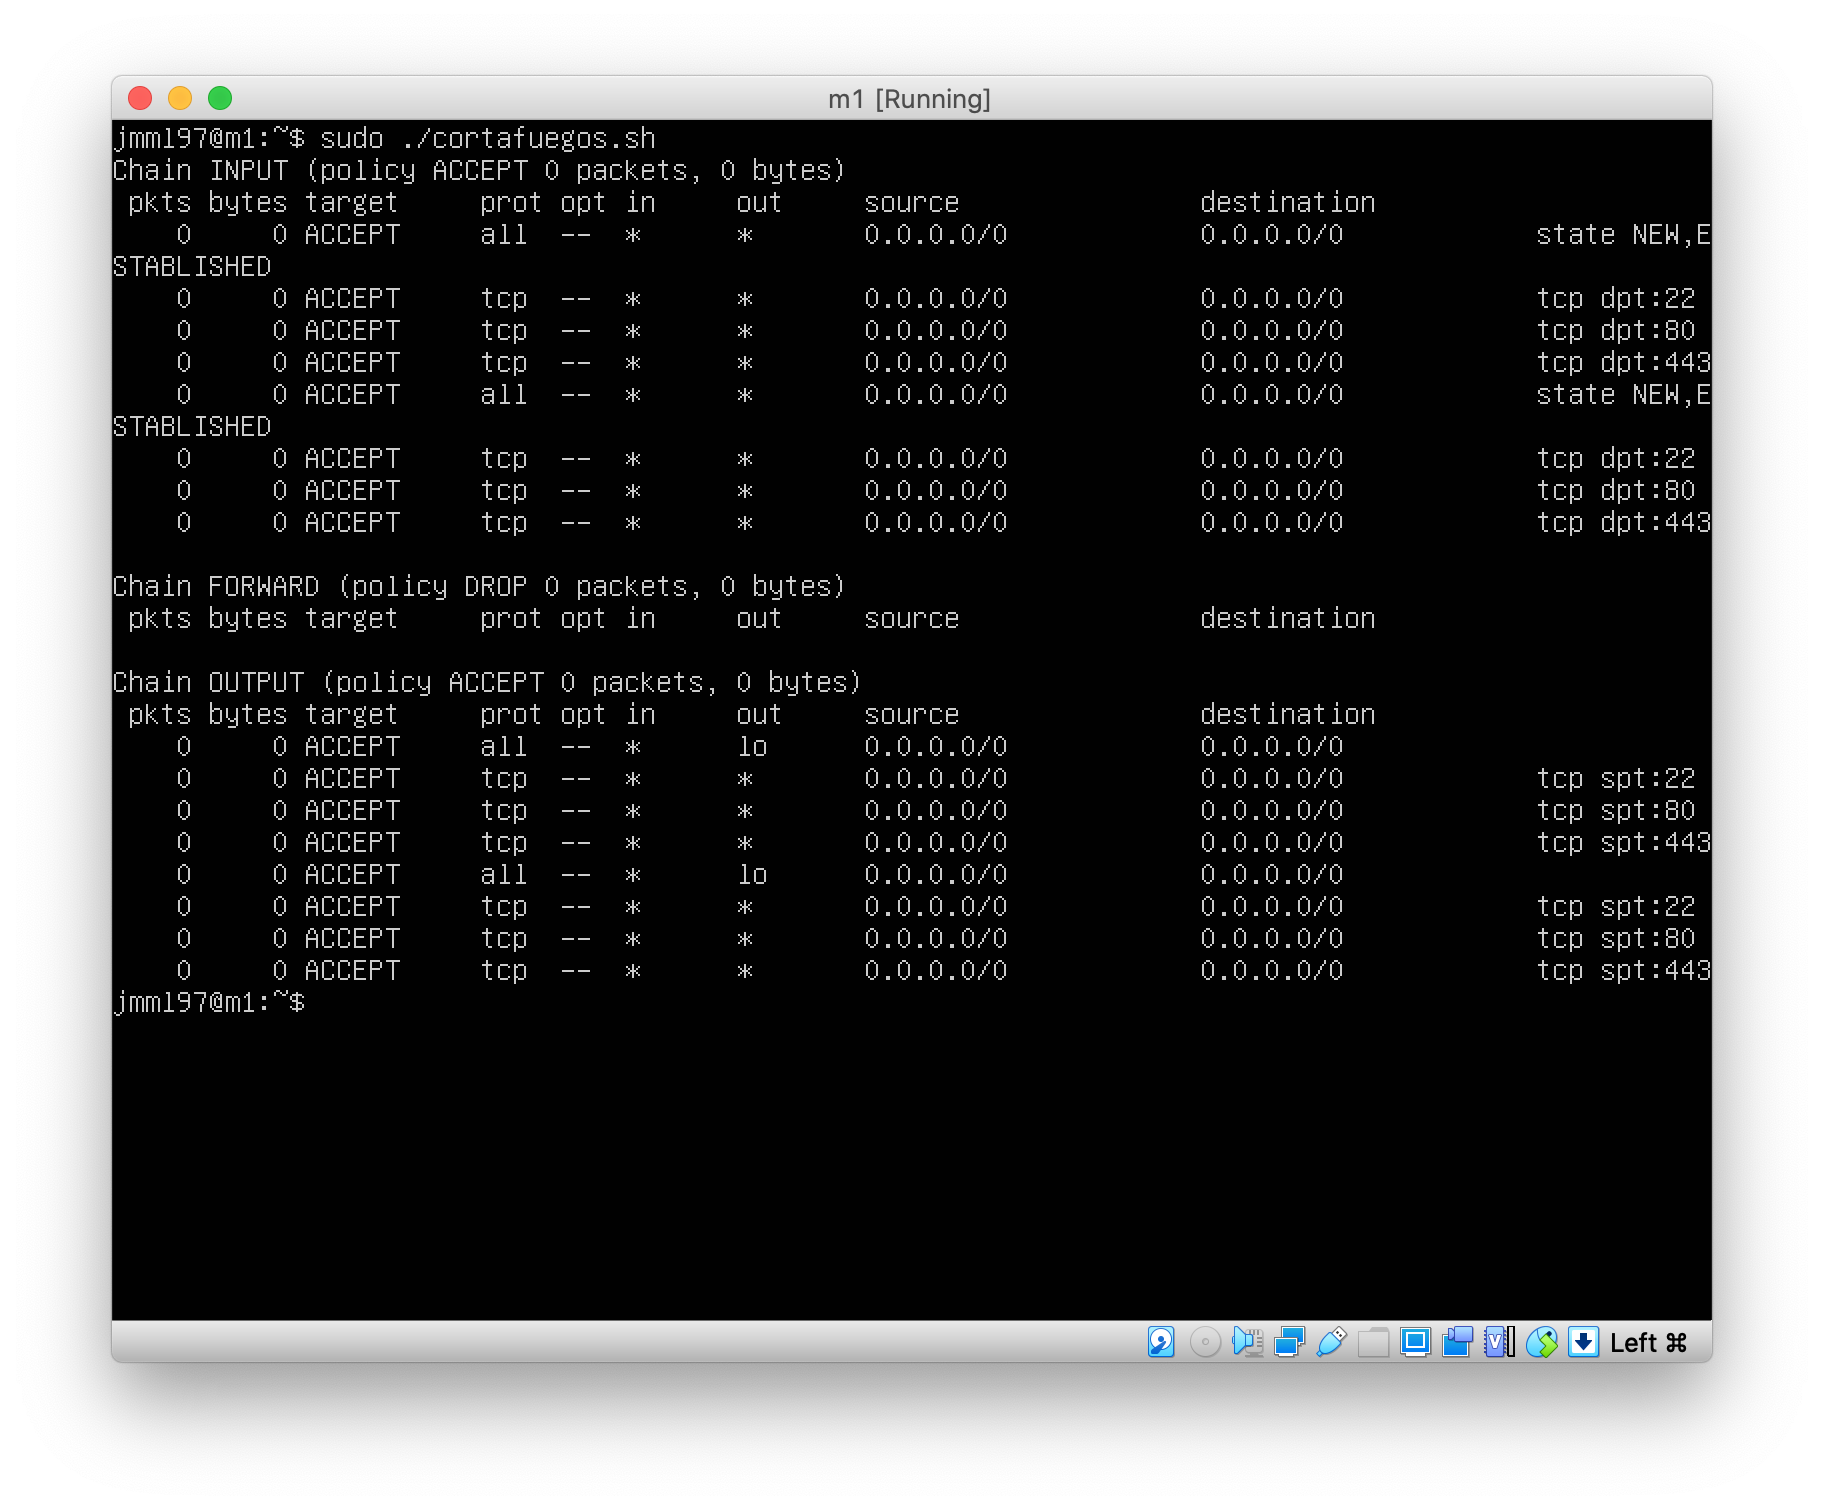 m1 [Running]
jmml97@m1:~$ sudo ./cortafuegos.sh
Chain INPUT (policy ACCEPT 0 packets, 0 bytes)
 pkts bytes target     prot opt in     out     source               destination
    0     0 ACCEPT     all  --  *      *       0.0.0.0/0            0.0.0.0/0            state NEW,E
STABLISHED
    0     0 ACCEPT     tcp  --  *      *       0.0.0.0/0            0.0.0.0/0            tcp dpt:22
    0     0 ACCEPT     tcp  --  *      *       0.0.0.0/0            0.0.0.0/0            tcp dpt:80
    0     0 ACCEPT     tcp  --  *      *       0.0.0.0/0            0.0.0.0/0            tcp dpt:443
    0     0 ACCEPT     all  --  *      *       0.0.0.0/0            0.0.0.0/0            state NEW,E
STABLISHED
    0     0 ACCEPT     tcp  --  *      *       0.0.0.0/0            0.0.0.0/0            tcp dpt:22
    0     0 ACCEPT     tcp  --  *      *       0.0.0.0/0            0.0.0.0/0            tcp dpt:80
    0     0 ACCEPT     tcp  --  *      *       0.0.0.0/0            0.0.0.0/0            tcp dpt:443

Chain FORWARD (policy DROP 0 packets, 0 bytes)
 pkts bytes target     prot opt in     out     source               destination

Chain OUTPUT (policy ACCEPT 0 packets, 0 bytes)
 pkts bytes target     prot opt in     out     source               destination
    0     0 ACCEPT     all  --  *      lo      0.0.0.0/0            0.0.0.0/0
    0     0 ACCEPT     tcp  --  *      *       0.0.0.0/0            0.0.0.0/0            tcp spt:22
    0     0 ACCEPT     tcp  --  *      *       0.0.0.0/0            0.0.0.0/0            tcp spt:80
    0     0 ACCEPT     tcp  --  *      *       0.0.0.0/0            0.0.0.0/0            tcp spt:443
    0     0 ACCEPT     all  --  *      lo      0.0.0.0/0            0.0.0.0/0
    0     0 ACCEPT     tcp  --  *      *       0.0.0.0/0            0.0.0.0/0            tcp spt:22
    0     0 ACCEPT     tcp  --  *      *       0.0.0.0/0            0.0.0.0/0            tcp spt:80
    0     0 ACCEPT     tcp  --  *      *       0.0.0.0/0            0.0.0.0/0            tcp spt:443
jmml97@m1:~$
Left ⌘